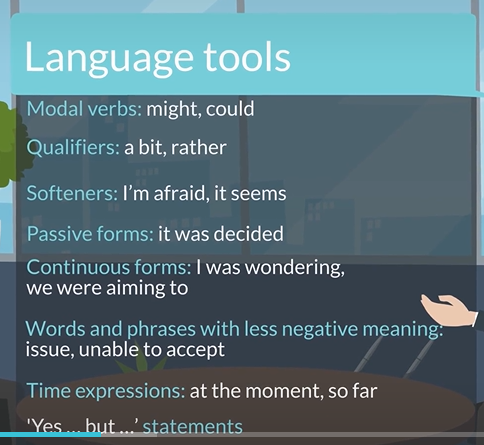 Language tools
Modal verbs: might, could
Qualifiers: a bit, rather
Softeners: I'm afraid, it seems
Passive forms: it was decided
Continuous forms: I was wondering,
we were aiming to
Words and phrases with less negative meaning:
issue, unable to accept
Time expressions: at the moment, so far
'Yes ... but ...' statements